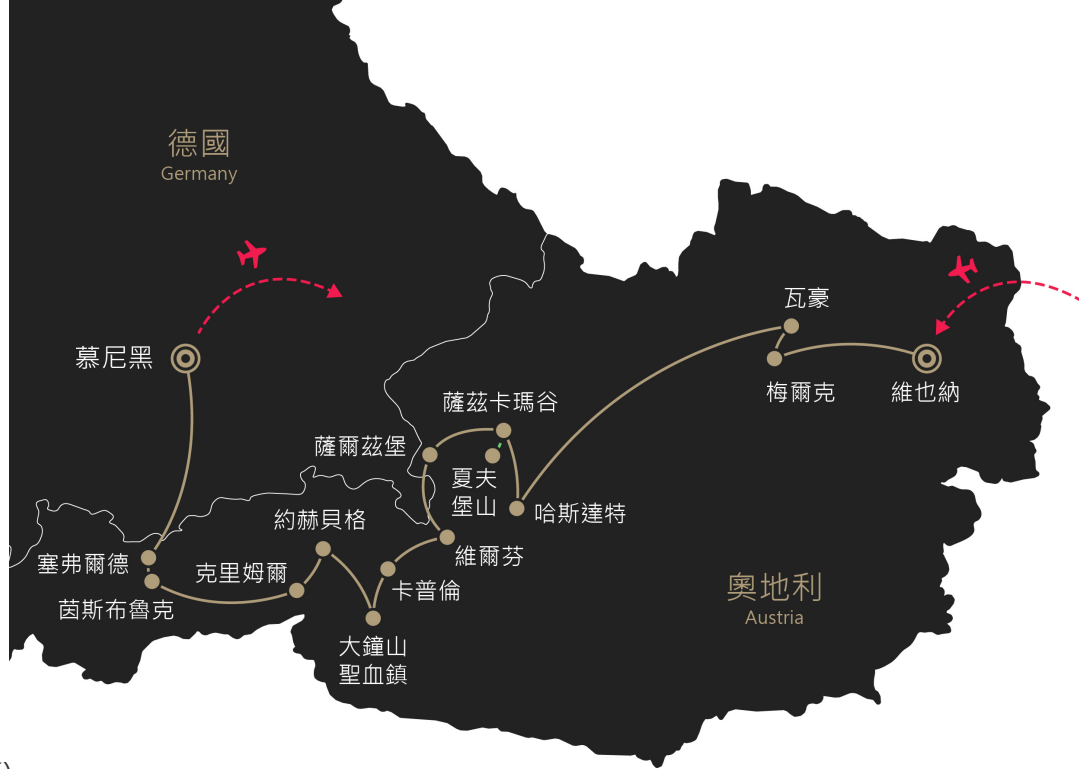 德國
Germany
瓦豪
慕尼黑
梅爾克
維也納
薩茲卡瑪谷
薩爾茲堡
夏夫
堡山
哈斯達特
約赫貝格
維爾芬
塞弗爾德
克里姆爾
卡普倫
茵斯布魯克
奧地利
Austria
大鐘山
聖血鎮